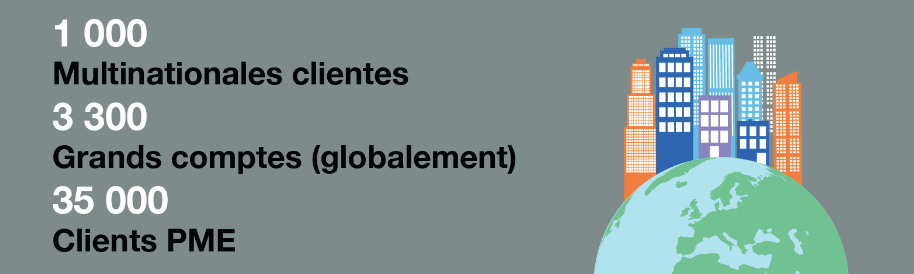 1 000
Multinationales clientes
3 300
Grands comptes (globalement)
35 000
Clients PME